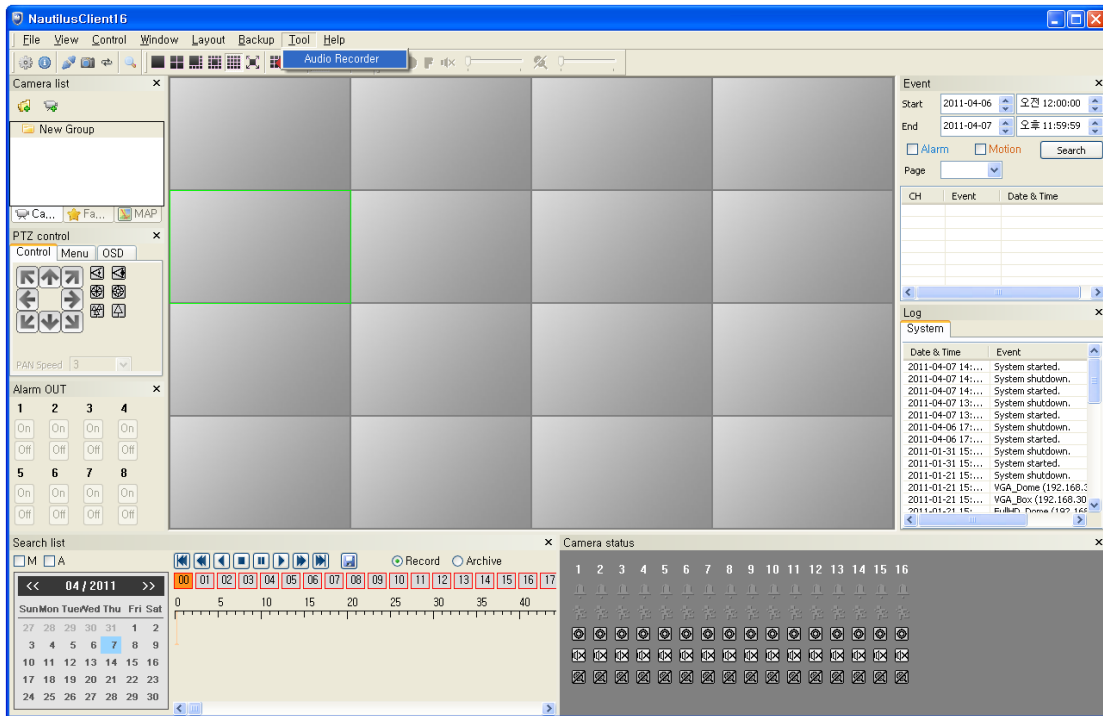 NautilusClient16
File View Control Window Layout Backup Tool Help
Audio Recorder
Camera list
New Group
Ca... Fa... MAP
PTZ control
Control Menu OSD
PAN Speed 3
Alarm OUT
1 2 3 4
On On On On
Off Off Off Off
5 6 7 8
On On On On
Off Off Off Off
Event
Start 2011-04-06 오전 12:00:00
End 2011-04-07 오후 11:59:59
Alarm Motion Search
Page
CH Event Date & Time
Log
System
Date & Time Event
2011-04-07 14:... System started.
2011-04-07 14:... System shutdown.
2011-04-07 14:... System started.
2011-04-07 13:... System shutdown.
2011-04-07 13:... System started.
2011-04-06 17:... System shutdown.
2011-04-06 17:... System started.
2011-01-31 15:... System shutdown.
2011-01-31 15:... System started.
2011-01-21 15:... System shutdown.
2011-01-21 15:... VGA_Dome (192.168.3
2011-01-21 15:... VGA_Box (192.168.30
2011-01-21 15:... FullHD_Dome (192.168
Search list
M A
Record Archive
<< 04 / 2011 >>
Sun Mon Tue Wed Thu Fri Sat
27 28 29 30 31 1 2
3 4 5 6 7 8 9
10 11 12 13 14 15 16
17 18 19 20 21 22 23
24 25 26 27 28 29 30
00 01 02 03 04 05 06 07 08 09 10 11 12 13 14 15 16 17
0 5 10 15 20 25 30 35 40
Camera status
1 2 3 4 5 6 7 8 9 10 11 12 13 14 15 16